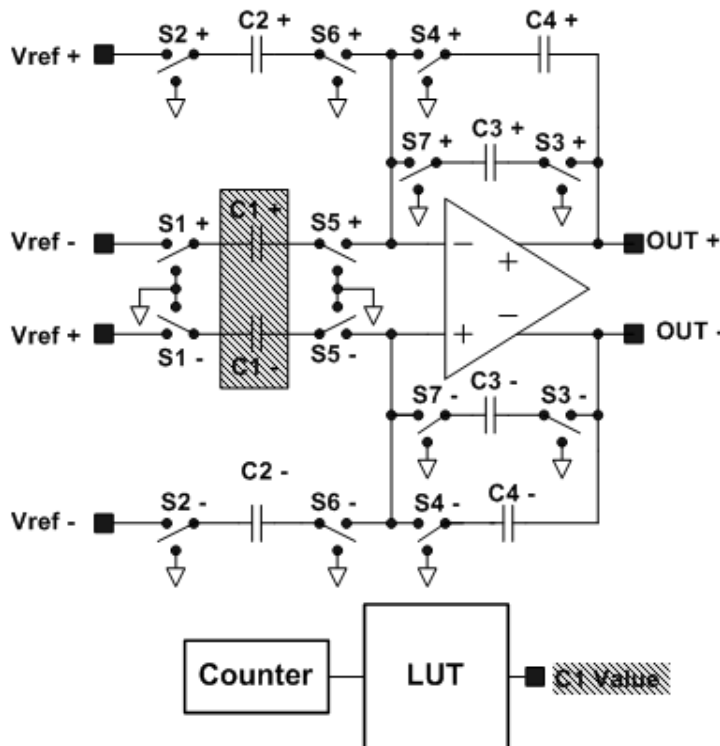 S2 + C2 + S6 + S4 + C4 +
Vref +
S7 + C3 + S3 +
S1 + C1 + S5 +
Vref - OUT +
Vref + OUT -
S1 - C1 - S5 -
S7 - C3 - S3 -
C2 -
S2 - S6 - S4 - C4 -
Vref -
Counter LUT C1 Value